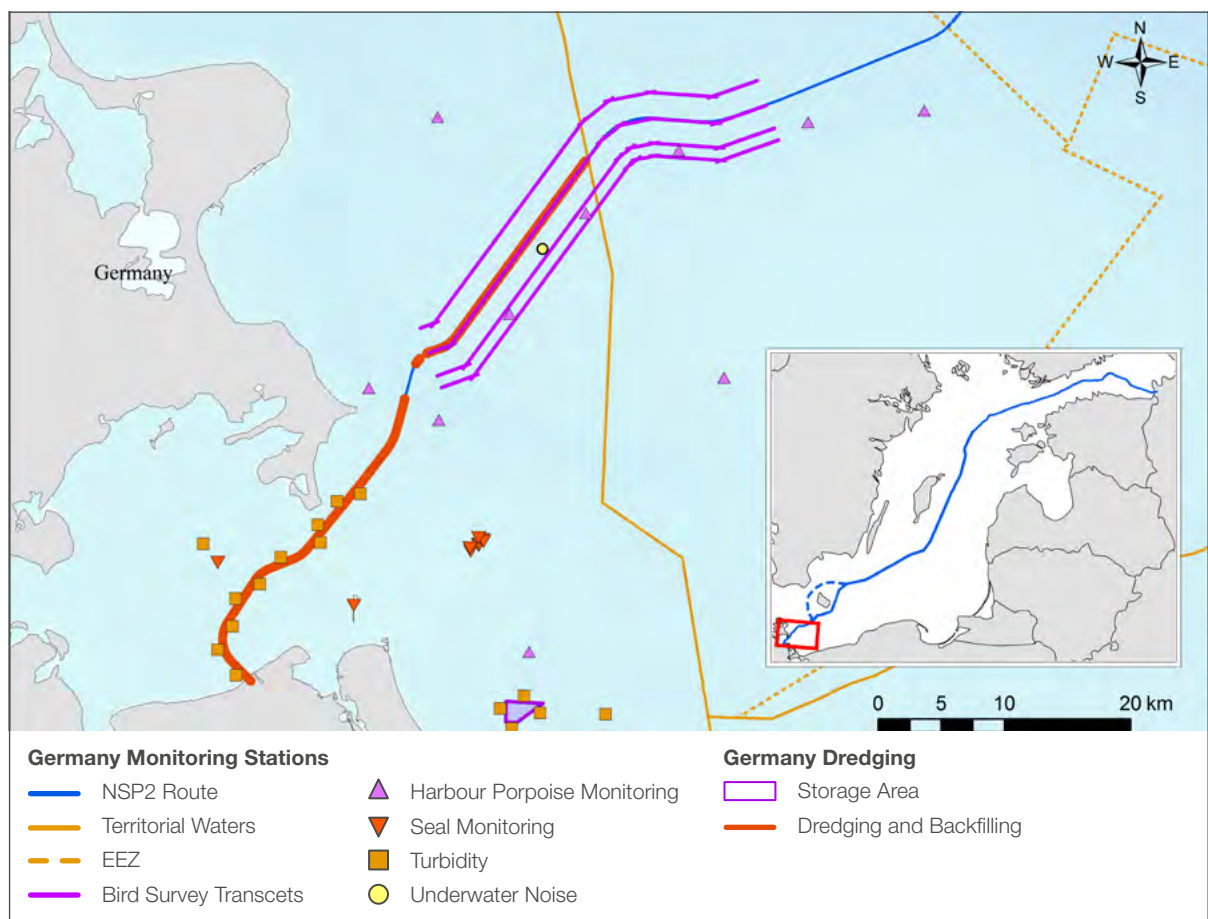 N
W E
S
Germany
0 5 10 20 km
Germany Monitoring Stations
NSP2 Route
Territorial Waters
EEZ
Bird Survey Transcets
Harbour Porpoise Monitoring
Seal Monitoring
Turbidity
Underwater Noise
Germany Dredging
Storage Area
Dredging and Backfilling